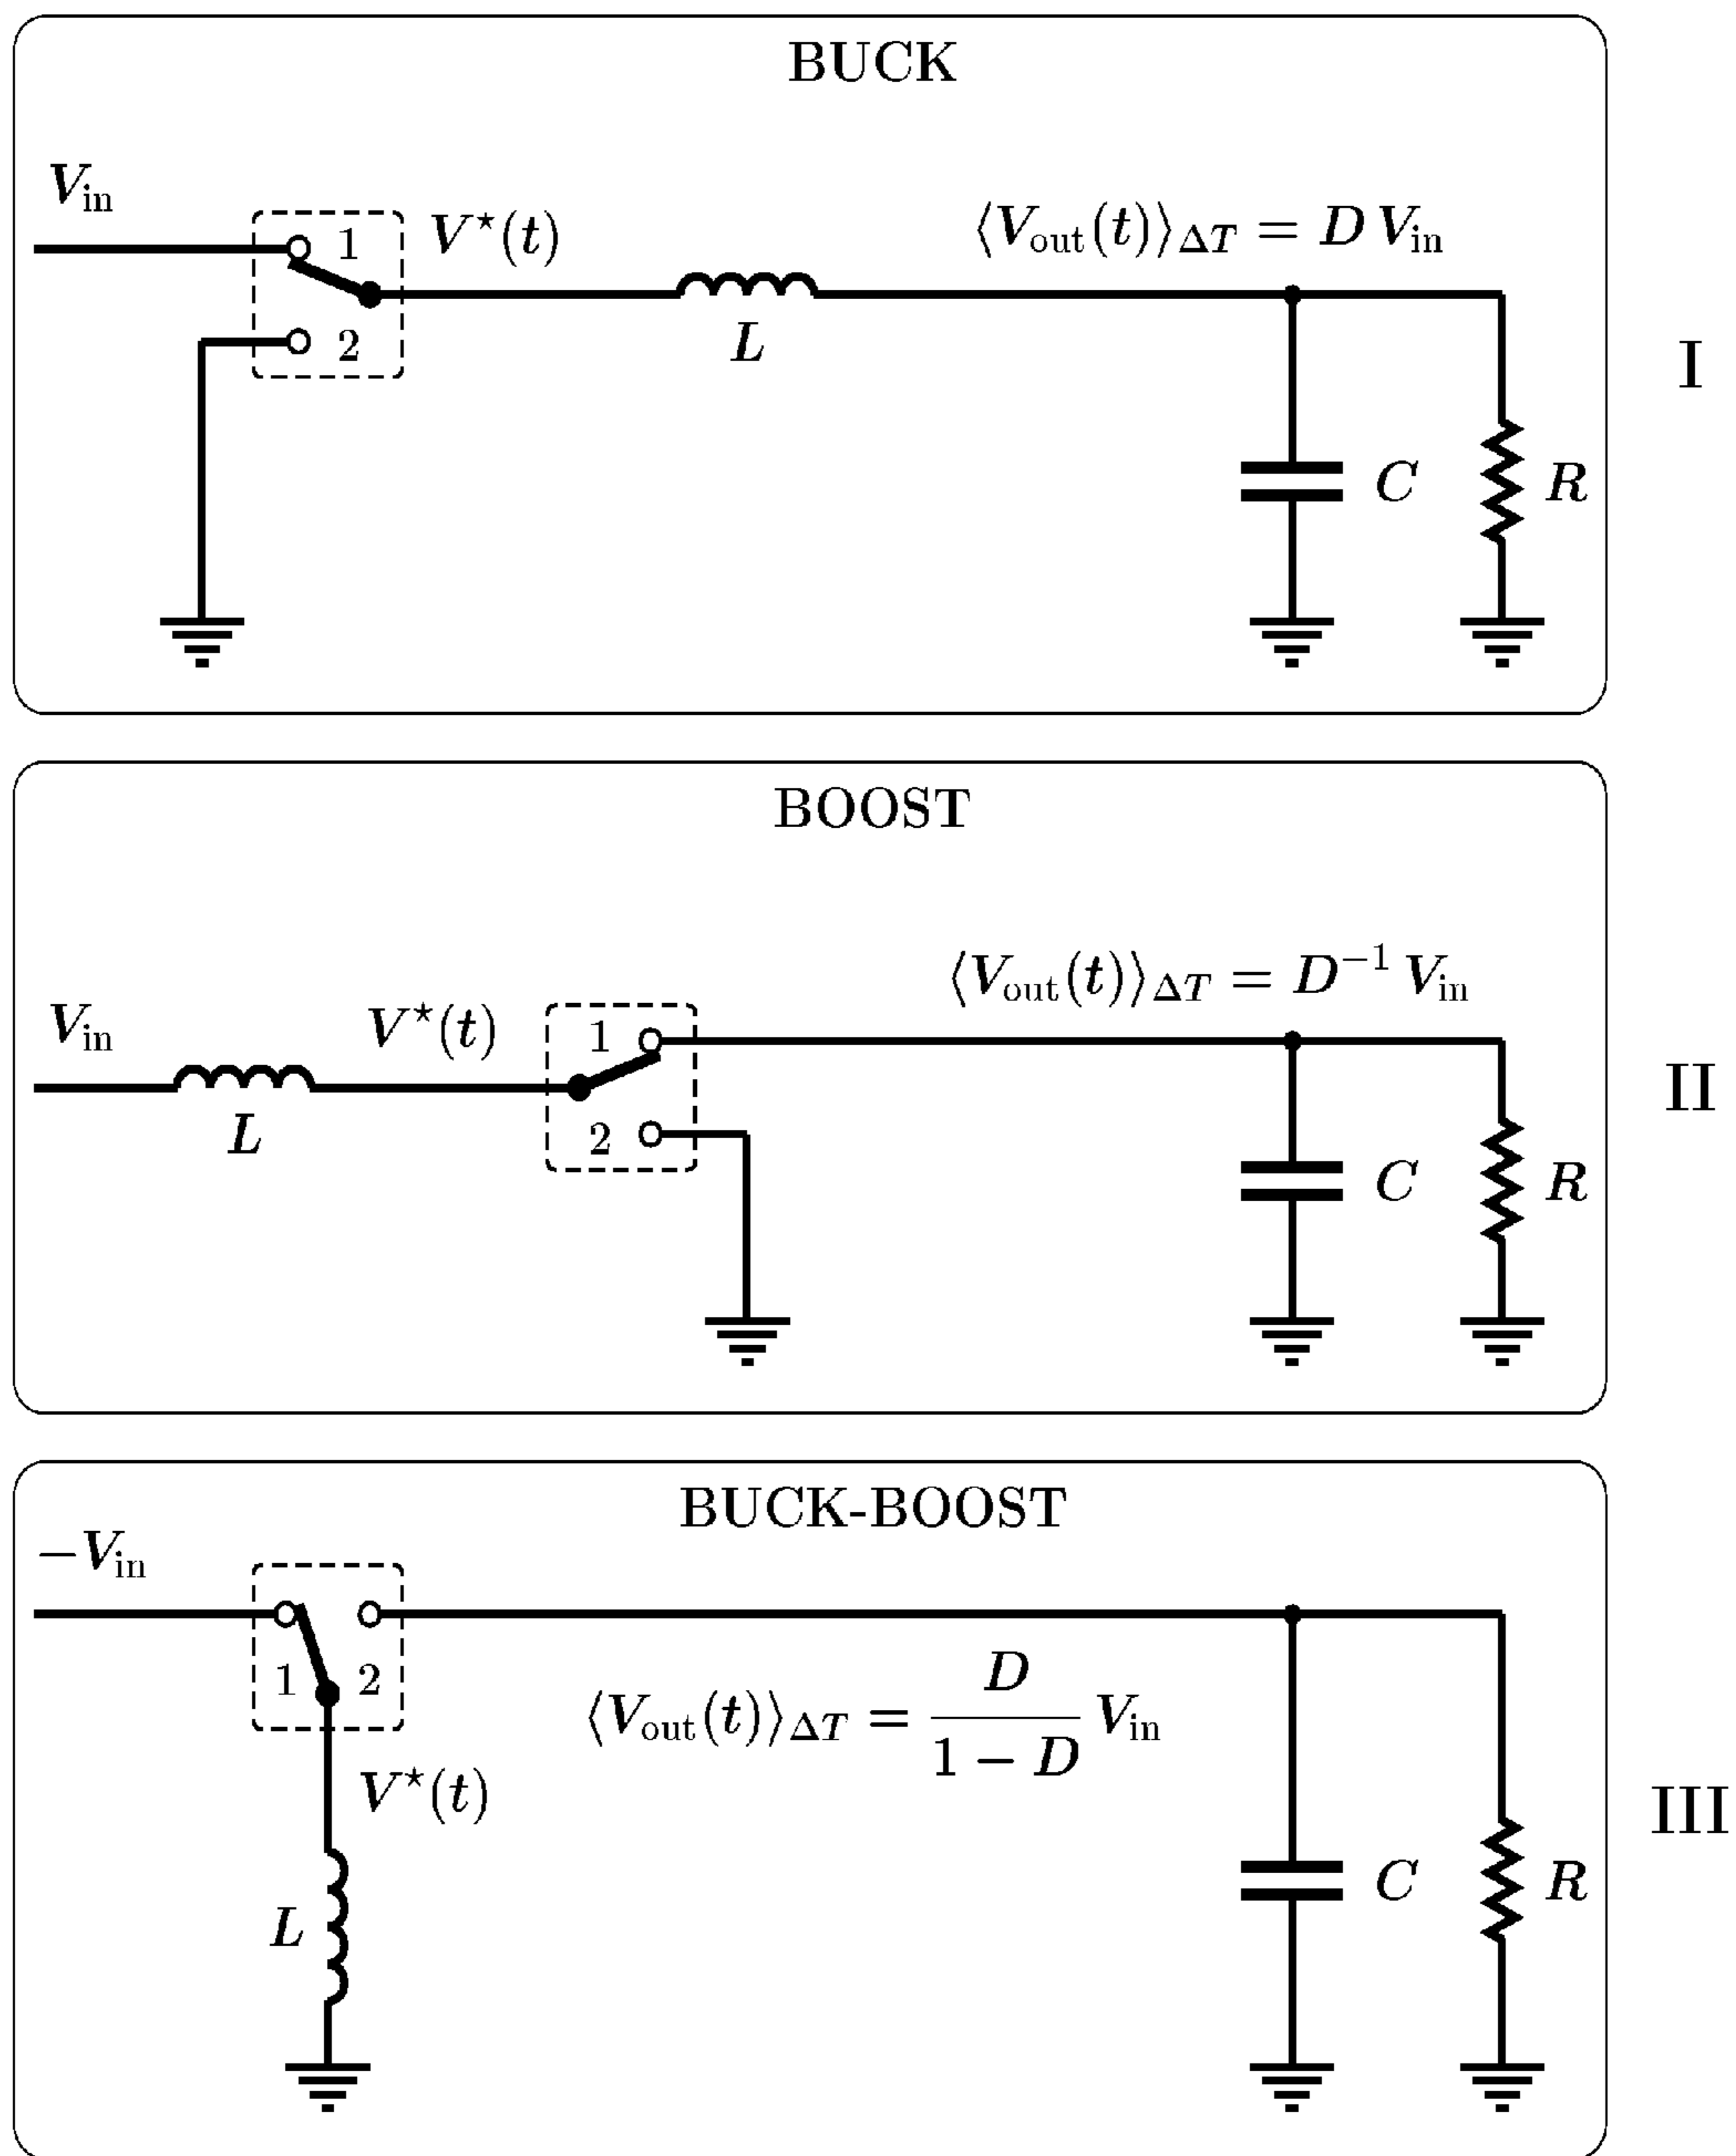 BUCK
V_in
1
V*(t)
⟨V_out(t)⟩_ΔT = D V_in
2
L
I
C
R
BOOST
⟨V_out(t)⟩_ΔT = D^−1 V_in
V_in
V*(t)
1
L
2
II
C
R
BUCK-BOOST
−V_in
1 2
⟨V_out(t)⟩_ΔT = D / (1 − D) V_in
V*(t)
III
L
C
R